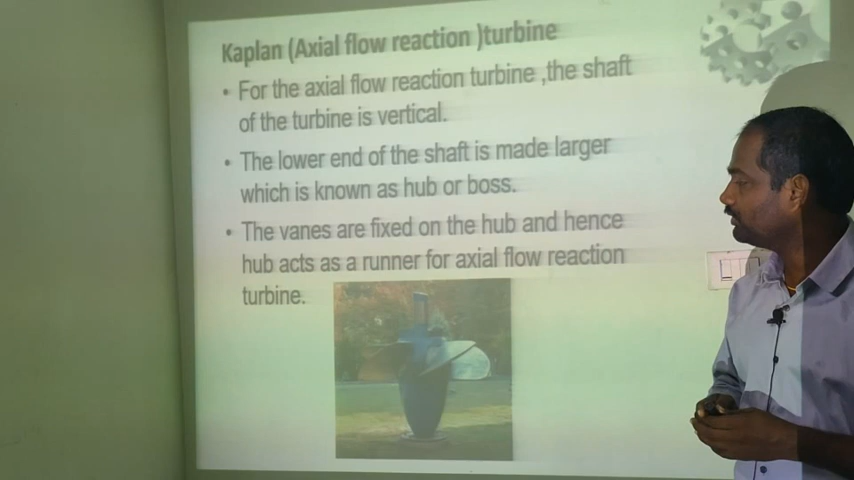 Kaplan (Axial flow reaction )turbine
• For the axial flow reaction turbine ,the shaft
of the turbine is vertical.
• The lower end of the shaft is made larger
which is known as hub or boss.
• The vanes are fixed on the hub and hence
hub acts as a runner for axial flow reaction
turbine.